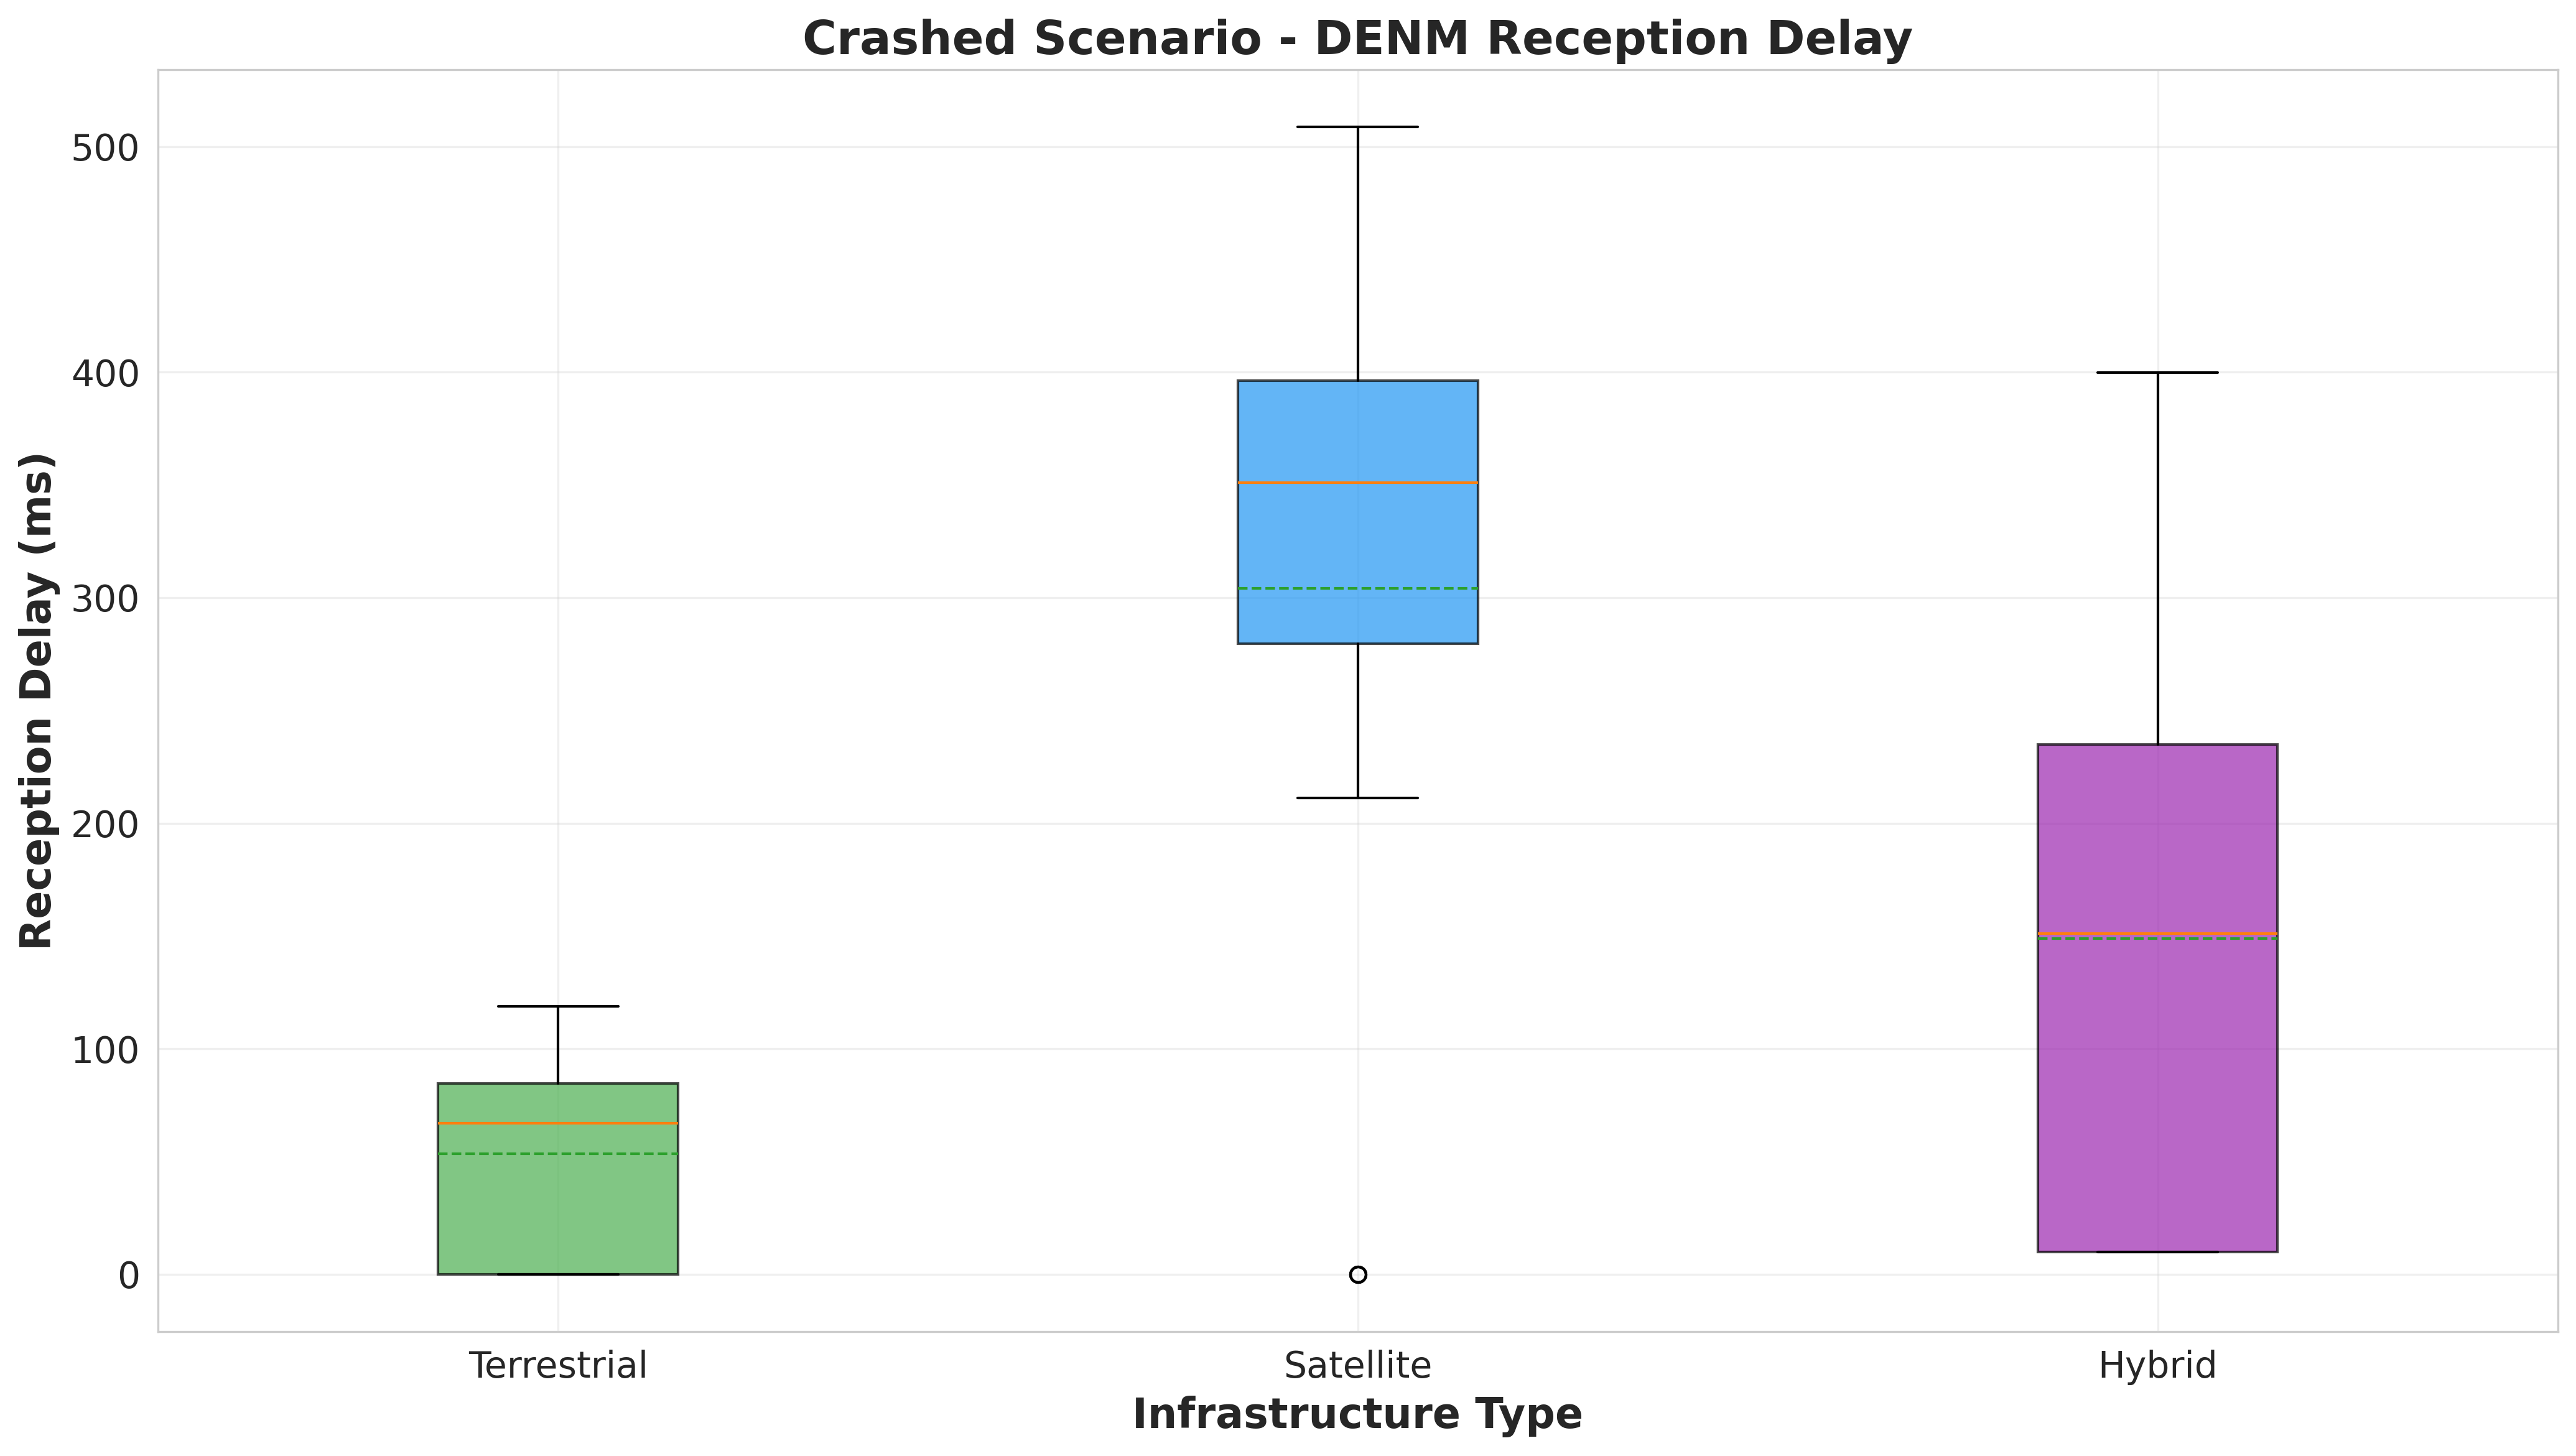 Crashed Scenario - DENM Reception Delay
Reception Delay (ms)
500
400
300
200
100
0
Terrestrial
Satellite
Hybrid
Infrastructure Type